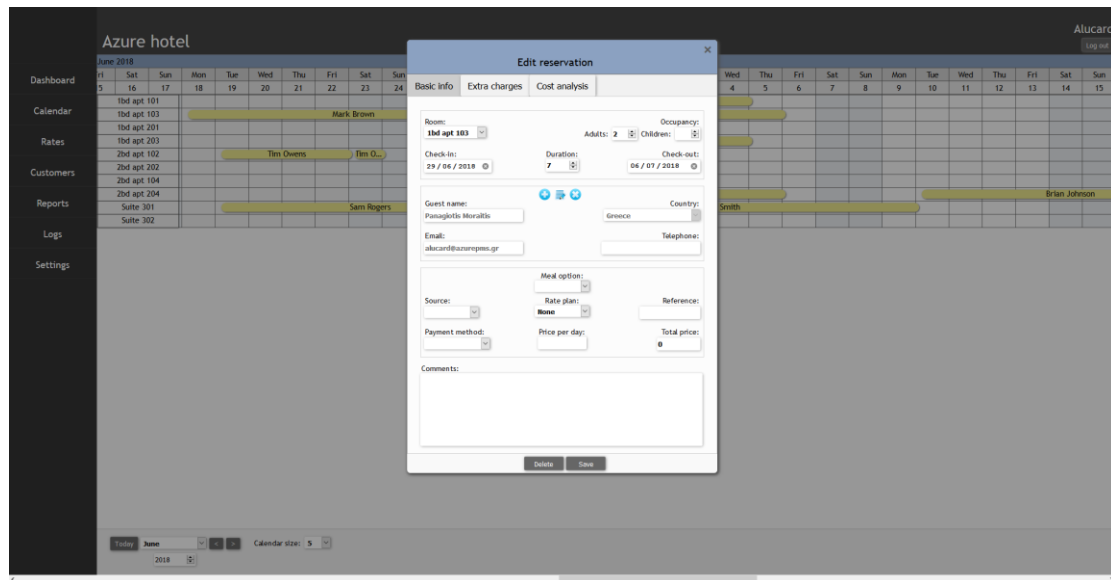 Alucard
Azure hotel
Log out
June 2018
Edit reservation
Dashboard
Calendar
Rates
Customers
Reports
Logs
Settings
ri Sat Sun Mon Tue Wed Thu Fri Sat Sun Wed Thu Fri Sat Sun Mon Tue Wed Thu Fri Sat Sun
5 16 17 18 19 20 21 22 23 24 4 5 6 7 8 9 10 11 12 13 14 15
1bd apt 101
1bd apt 103 Mark Brown
1bd apt 201
1bd apt 203
2bd apt 102 Tim Owens Tim O...
2bd apt 202
2bd apt 104
2bd apt 204 Brian Johnson
Suite 301 Sam Rogers Smith
Suite 302
Basic info Extra charges Cost analysis
Room: Occupancy:
1bd apt 103 Adults: 2 Children:
Check-in: Duration: Check-out:
29 / 06 / 2018 7 06 / 07 / 2018
Guest name: Country:
Panagiotis Moraitis Greece
Email: Telephone:
alucard@azurepms.gr
Meal option:
Source: Rate plan: Reference:
None
Payment method: Price per day: Total price:
0
Comments:
Delete Save
Today June < > Calendar size: S
2018